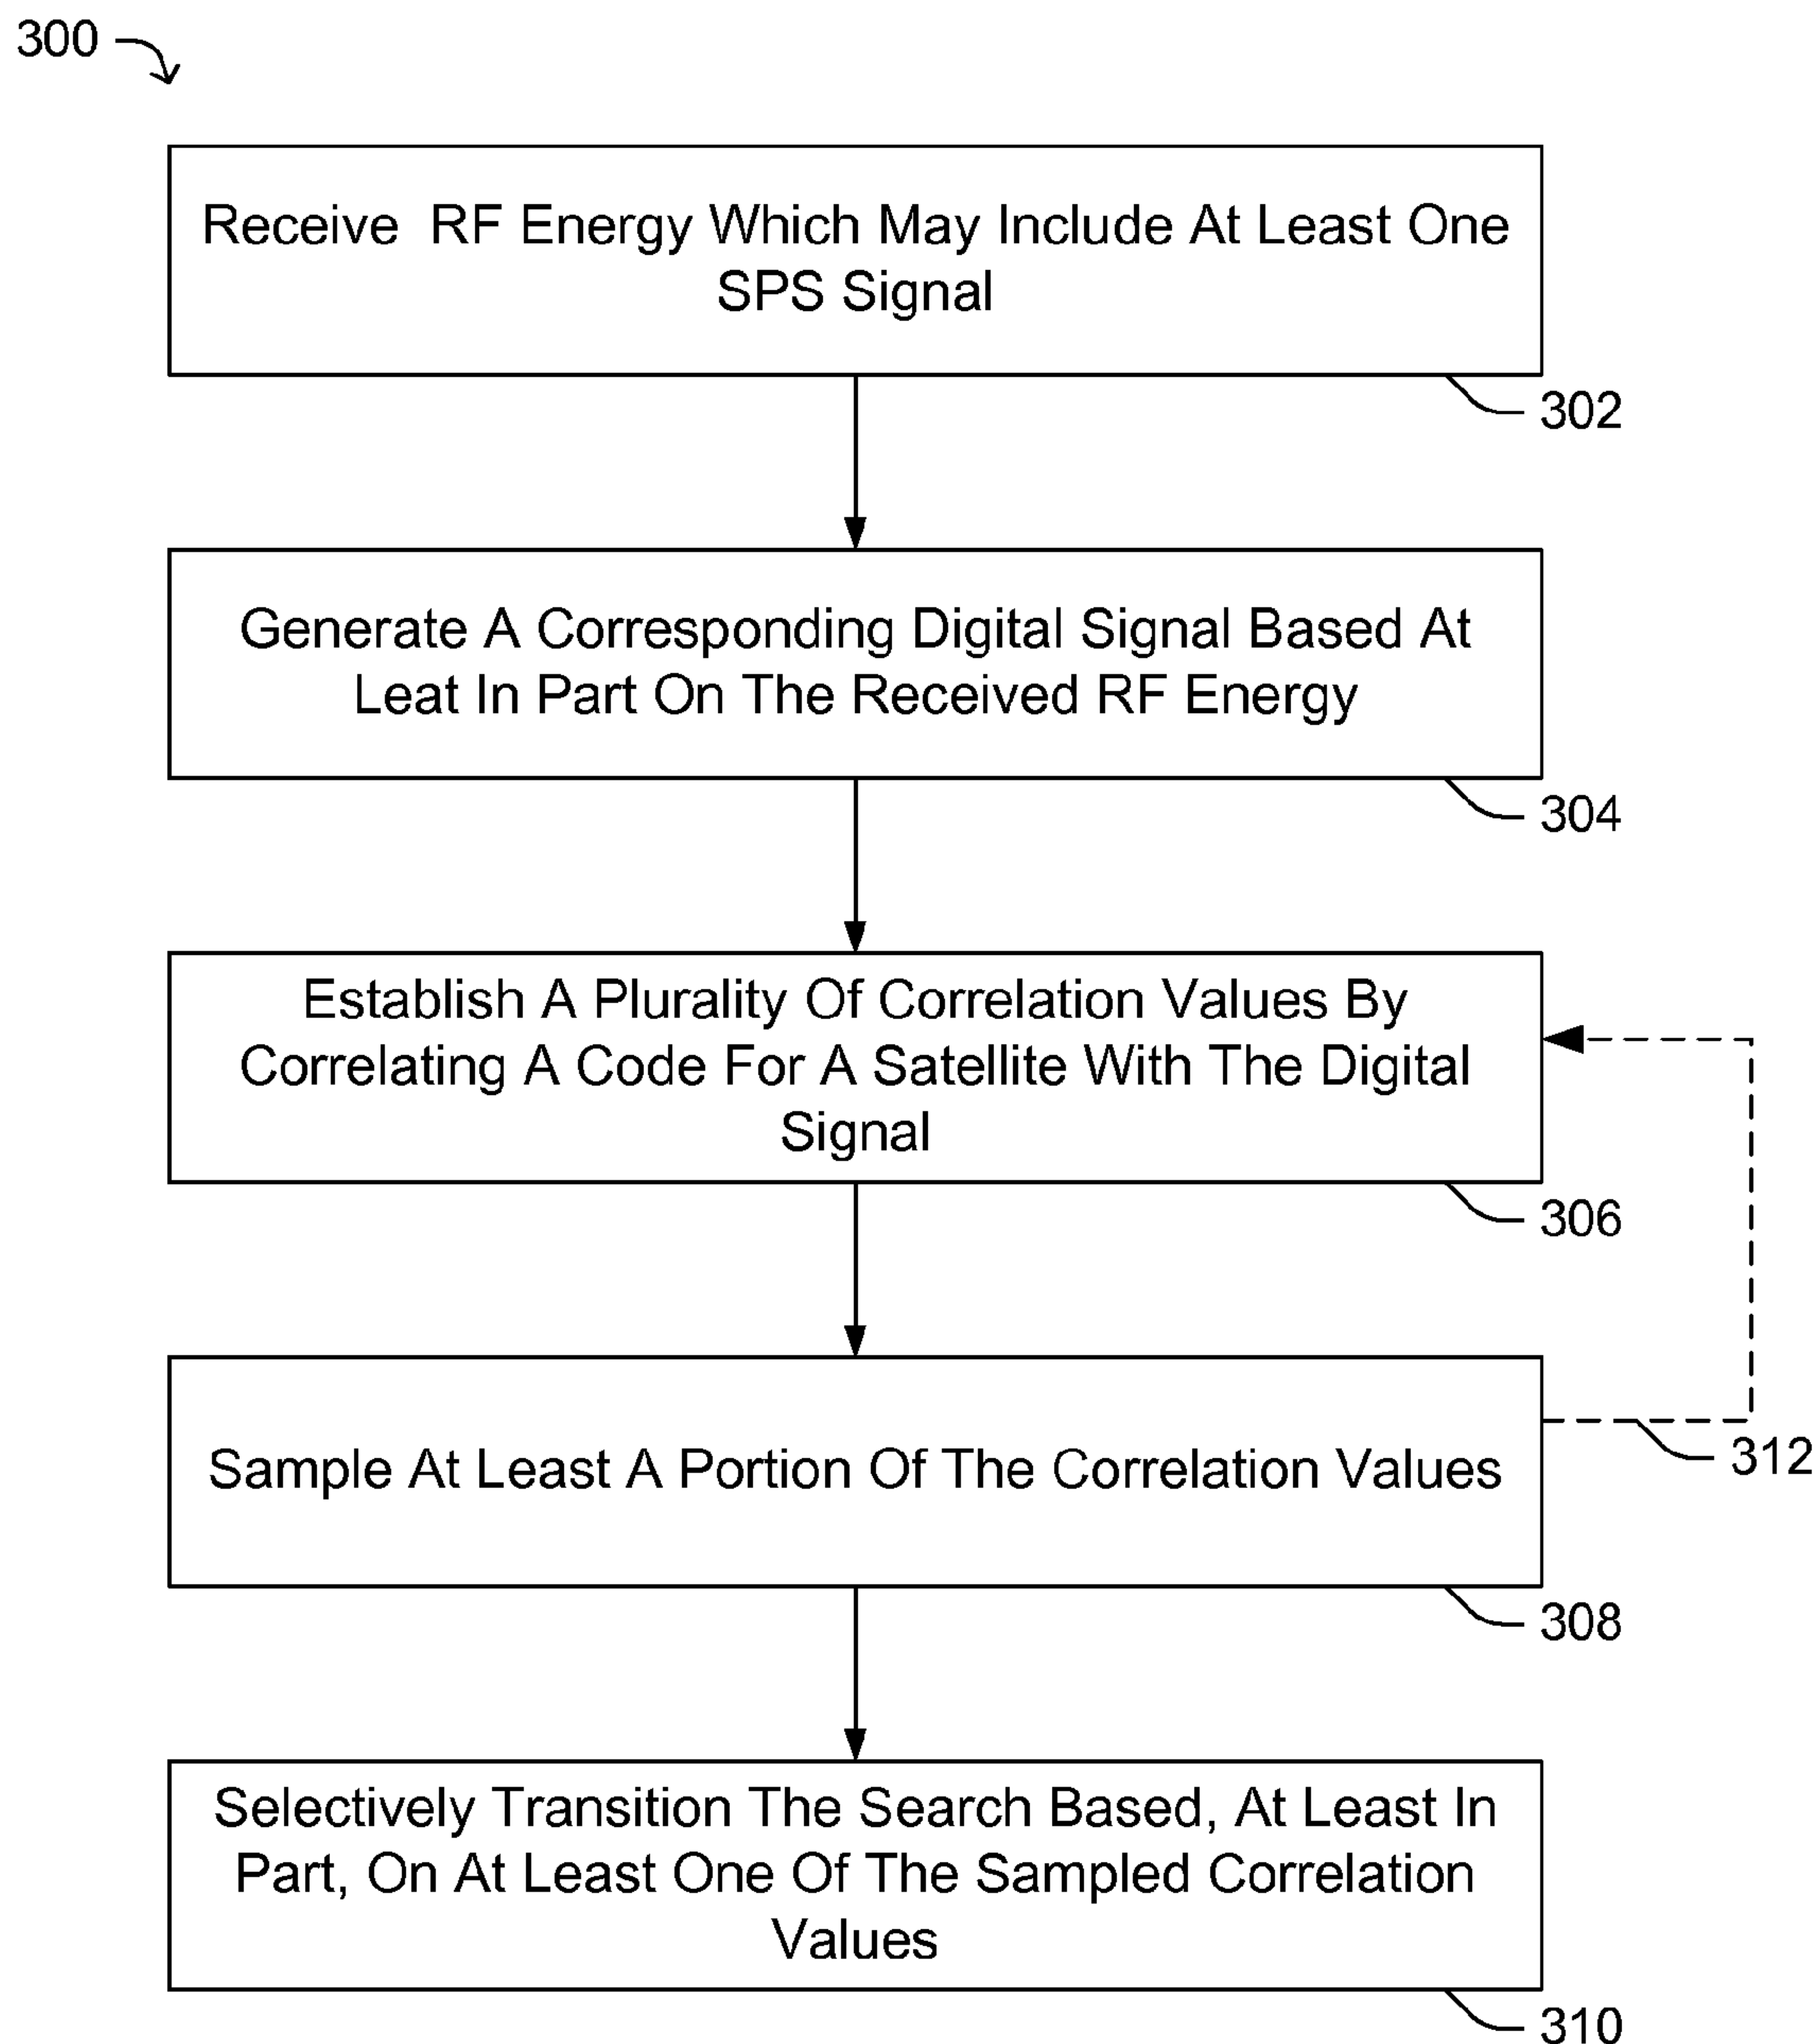 300
Receive RF Energy Which May Include At Least One
SPS Signal
302
Generate A Corresponding Digital Signal Based At
Leat In Part On The Received RF Energy
304
Establish A Plurality Of Correlation Values By
Correlating A Code For A Satellite With The Digital
Signal
306
Sample At Least A Portion Of The Correlation Values
312
308
Selectively Transition The Search Based, At Least In
Part, On At Least One Of The Sampled Correlation
Values
310